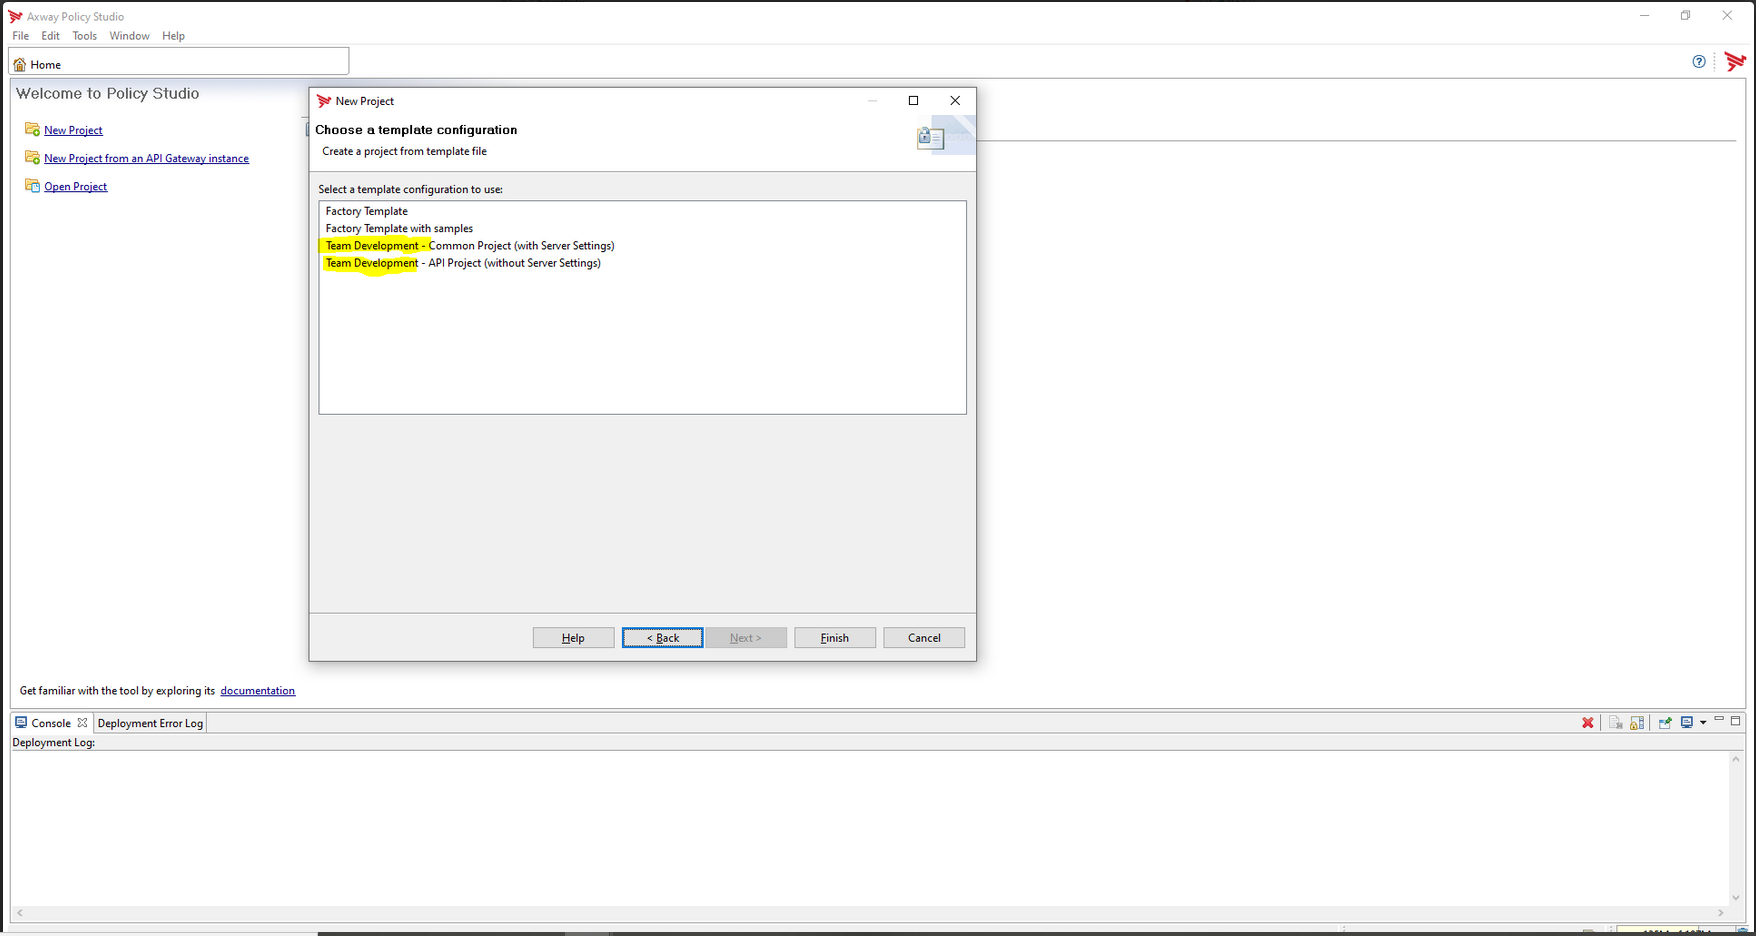 Axway Policy Studio
File Edit Tools Window Help
Home
Welcome to Policy Studio
New Project
New Project from an API Gateway instance
Open Project
New Project
Choose a template configuration
Create a project from template file
Select a template configuration to use:
Factory Template
Factory Template with samples
Team Development - Common Project (with Server Settings)
Team Development - API Project (without Server Settings)
Help < Back Next > Finish Cancel
Get familiar with the tool by exploring its documentation
Console Deployment Error Log
Deployment Log: